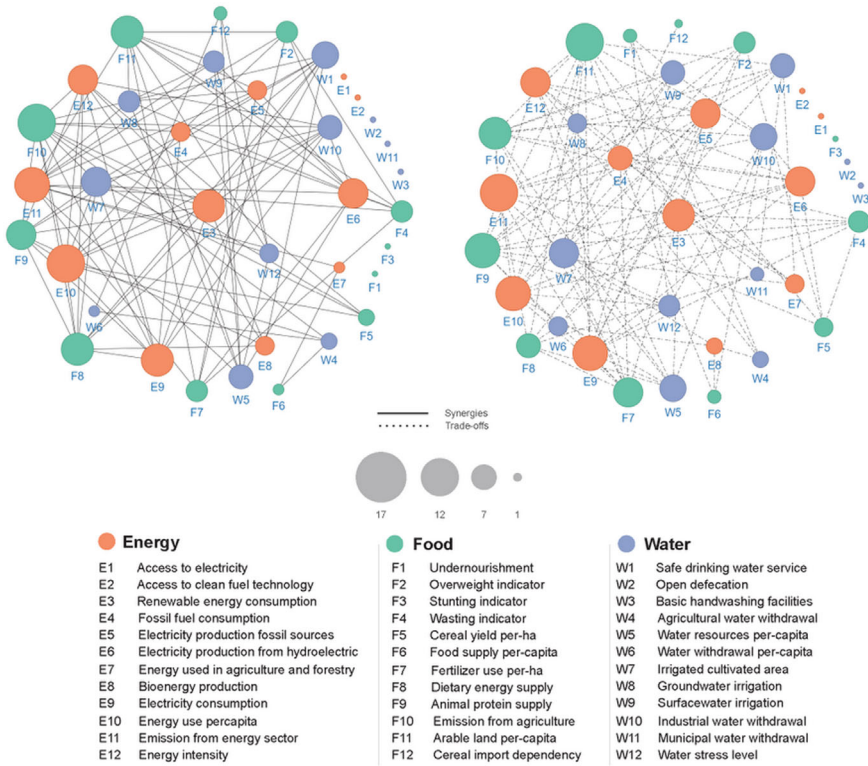 F12
F11
F2
W9
W1
E12
E5
E1
E2
W8
W2
F10
E4
W10
W11
W3
E11
W7
E3
E6
F4
F9
W12
F3
E10
E7
F1
W6
F5
F8
E9
E8
W4
F7
W5
F6
F12
F11
F1
F2
W9
W1
E12
E2
E5
E1
W8
F10
W10
F3
E4
W2
E11
E6
W3
E3
F4
F9
W7
W11
E10
E7
W12
W6
F5
F8
E9
E8
W4
F7
W5
F6
Synergies
Trade-offs
17 12 7 1
Energy
E1 Access to electricity
E2 Access to clean fuel technology
E3 Renewable energy consumption
E4 Fossil fuel consumption
E5 Electricity production fossil sources
E6 Electricity production from hydroelectric
E7 Energy used in agriculture and forestry
E8 Bioenergy production
E9 Electricity consumption
E10 Energy use percapita
E11 Emission from energy sector
E12 Energy intensity
Food
F1 Undernourishment
F2 Overweight indicator
F3 Stunting indicator
F4 Wasting indicator
F5 Cereal yield per-ha
F6 Food supply per-capita
F7 Fertilizer use per-ha
F8 Dietary energy supply
F9 Animal protein supply
F10 Emission from agriculture
F11 Arable land per-capita
F12 Cereal import dependency
Water
W1 Safe drinking water service
W2 Open defecation
W3 Basic handwashing facilities
W4 Agricultural water withdrawal
W5 Water resources per-capita
W6 Water withdrawal per-capita
W7 Irrigated cultivated area
W8 Groundwater irrigation
W9 Surfacewater irrigation
W10 Industrial water withdrawal
W11 Municipal water withdrawal
W12 Water stress level